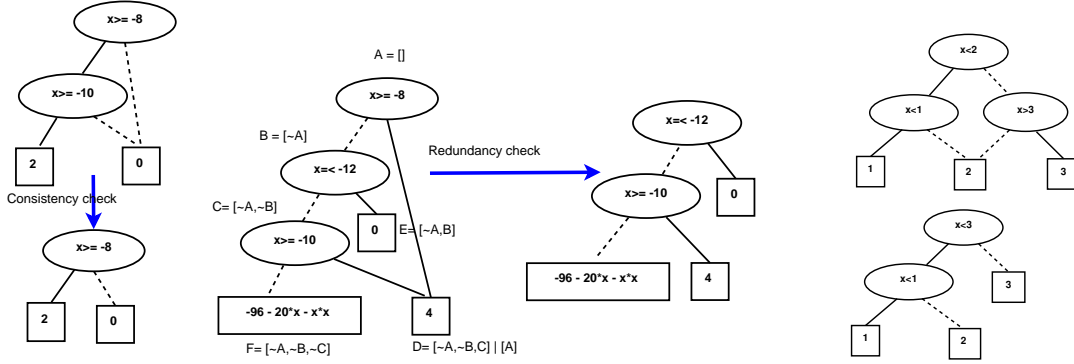 x>= -8
x>= -10
2
0
Consistency check
x>= -8
2
0
A = []
x>= -8
B = [~A]
x=< -12
C= [~A,~B]
x>= -10
0
E= [~A,B]
-96 - 20*x - x*x
4
F= [~A,~B,~C]
D= [~A,~B,C] | [A]
Redundancy check
x=< -12
x>= -10
0
-96 - 20*x - x*x
4
x<2
x<1
x>3
1
2
3
x<3
x<1
3
1
2